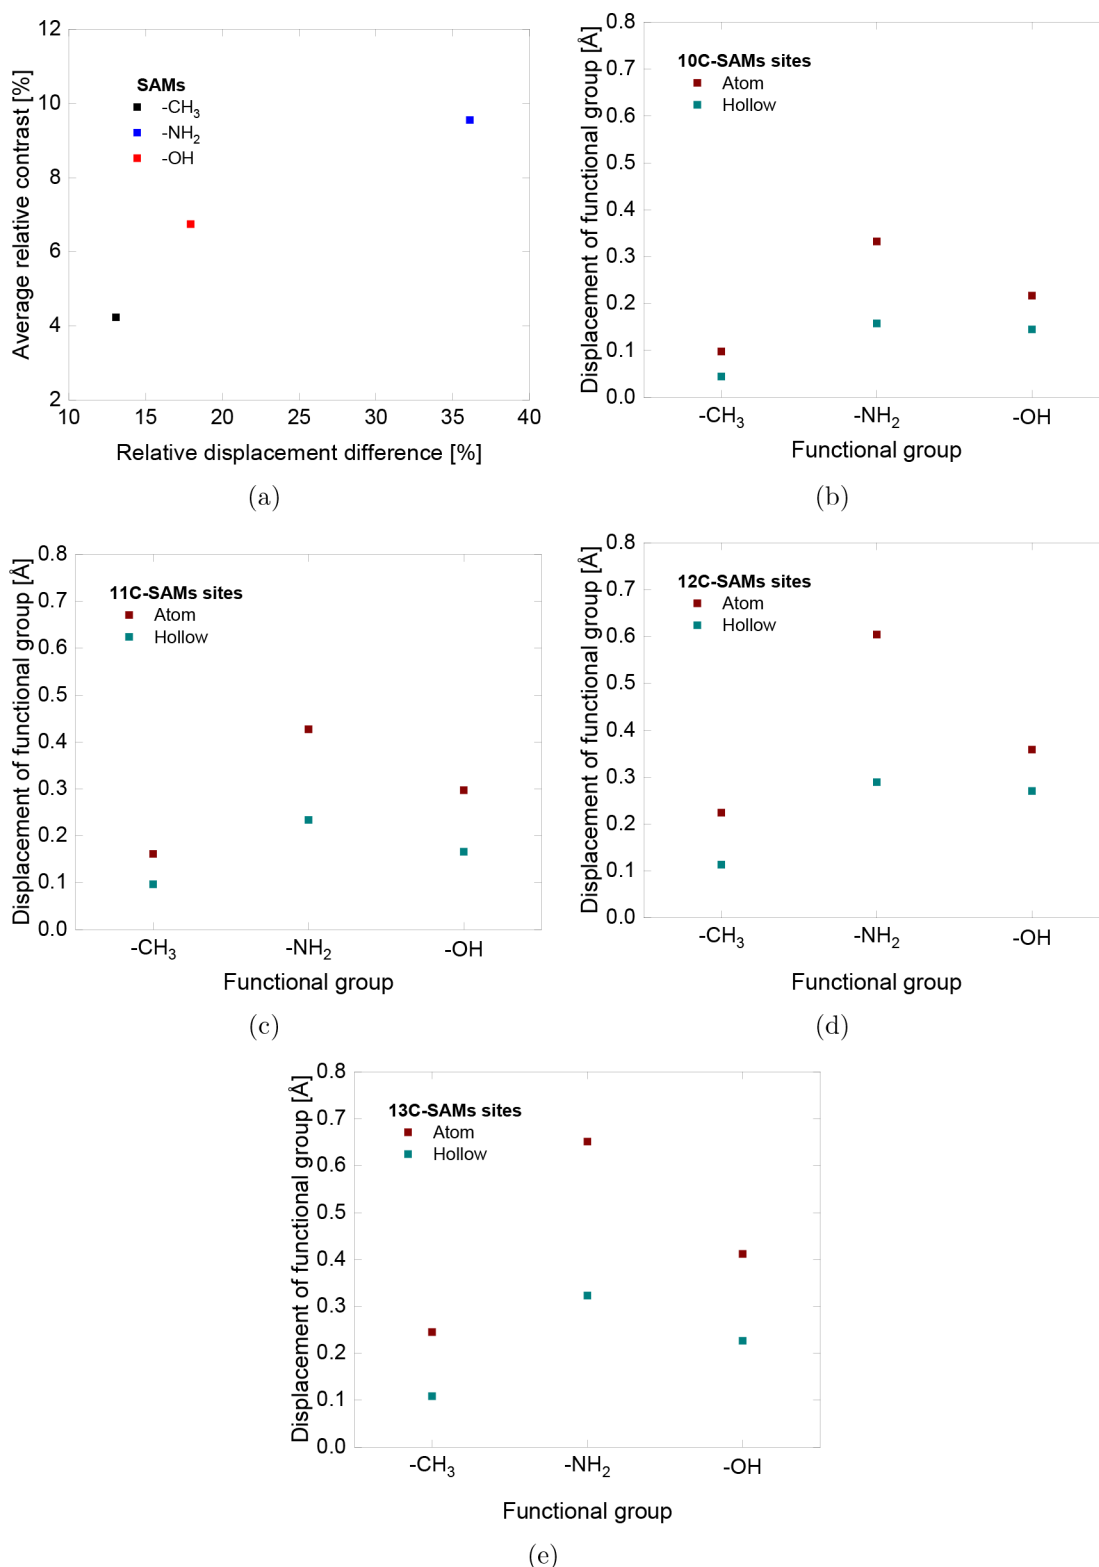 12
10
8
6
4
2
Average relative contrast [%]
SAMs
-CH₃
-NH₂
-OH
10 15 20 25 30 35 40
Relative displacement difference [%]
(a)
0.8
0.7
0.6
0.5
0.4
0.3
0.2
0.1
0.0
Displacement of functional group [Å]
10C-SAMs sites
Atom
Hollow
-CH₃ -NH₂ -OH
Functional group
(b)
0.8
0.7
0.6
0.5
0.4
0.3
0.2
0.1
0.0
Displacement of functional group [Å]
11C-SAMs sites
Atom
Hollow
-CH₃ -NH₂ -OH
Functional group
(c)
0.8
0.7
0.6
0.5
0.4
0.3
0.2
0.1
0.0
Displacement of functional group [Å]
12C-SAMs sites
Atom
Hollow
-CH₃ -NH₂ -OH
Functional group
(d)
0.8
0.7
0.6
0.5
0.4
0.3
0.2
0.1
0.0
Displacement of functional group [Å]
13C-SAMs sites
Atom
Hollow
-CH₃ -NH₂ -OH
Functional group
(e)